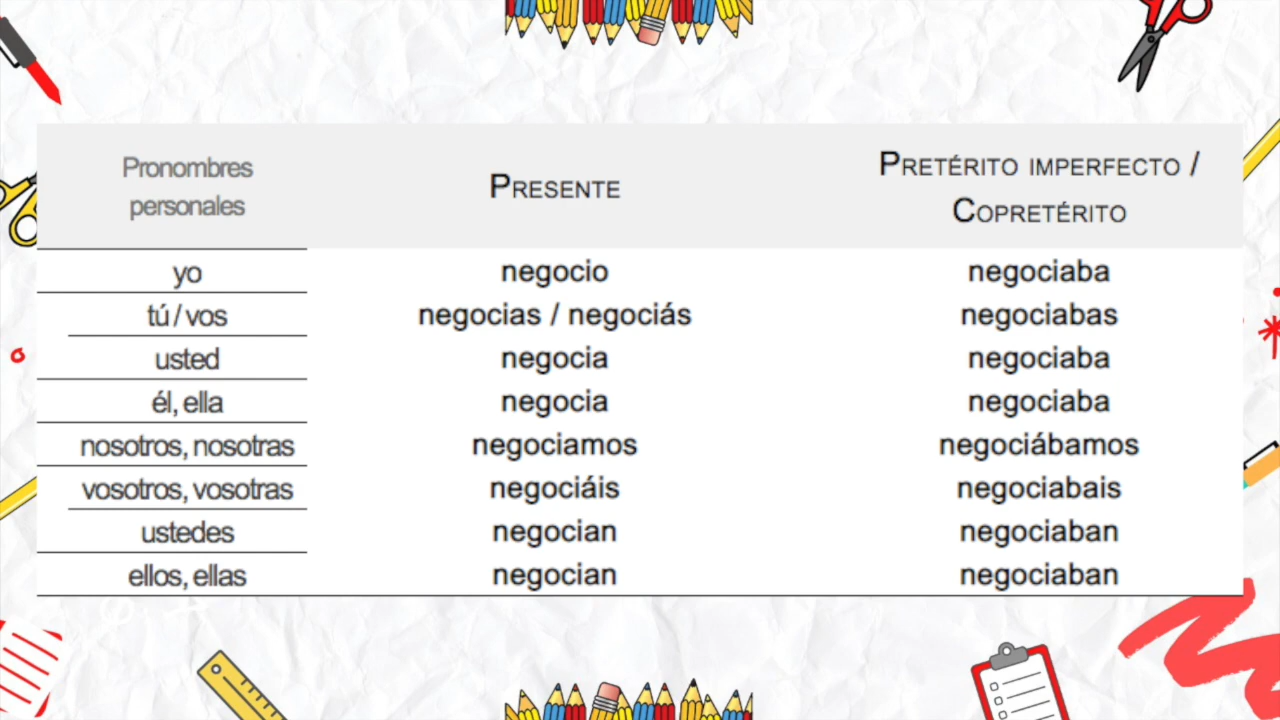 Pronombres personales Presente Pretérito imperfecto / Copretérito
yo negocio negociaba
tú / vos negocias / negociás negociabas
usted negocia negociaba
él, ella negocia negociaba
nosotros, nosotras negociamos negociábamos
vosotros, vosotras negociáis negociabais
ustedes negocian negociaban
ellos, ellas negocian negociaban